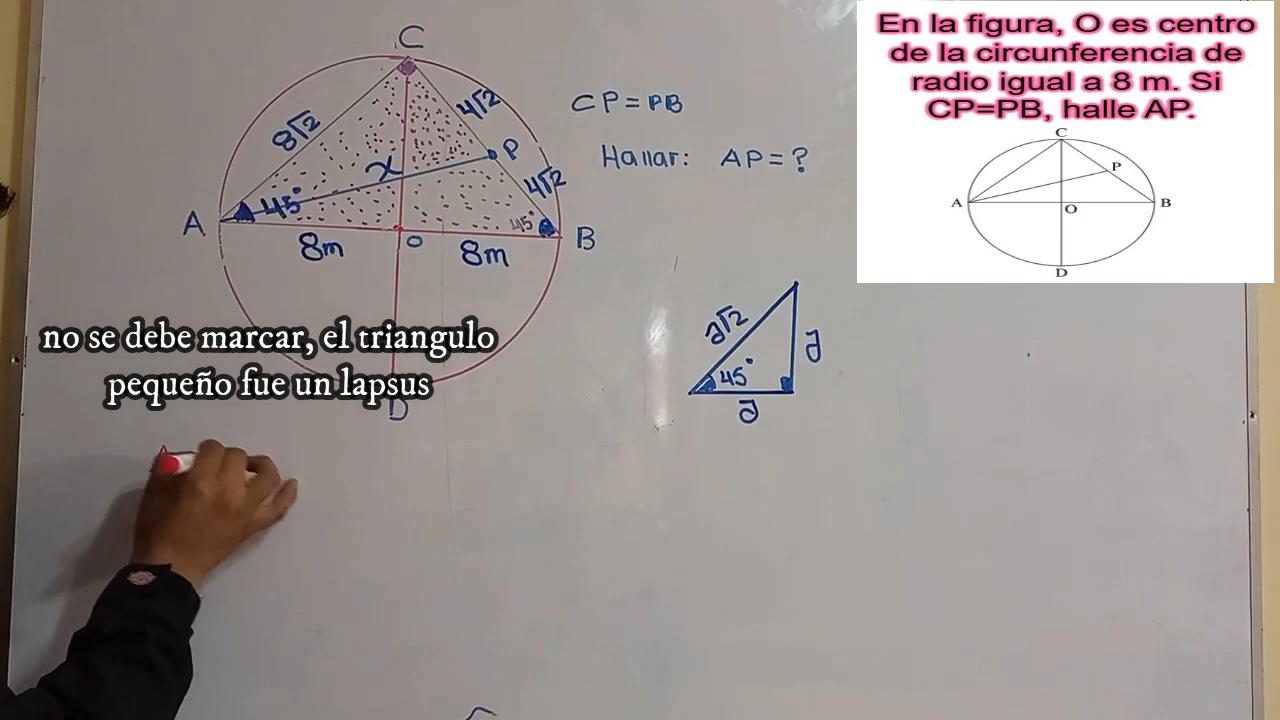 En la figura, O es centro
de la circunferencia de
radio igual a 8 m. Si
CP=PB, halle AP.
C
P
A
O
B
D
C
8√2
4√2
CP = PB
P
x
Hallar: AP = ?
4√2
A
45°
45°
O
B
8m
8m
D
a√2
a
45°
a
no se debe marcar, el triangulo
pequeño fue un lapsus